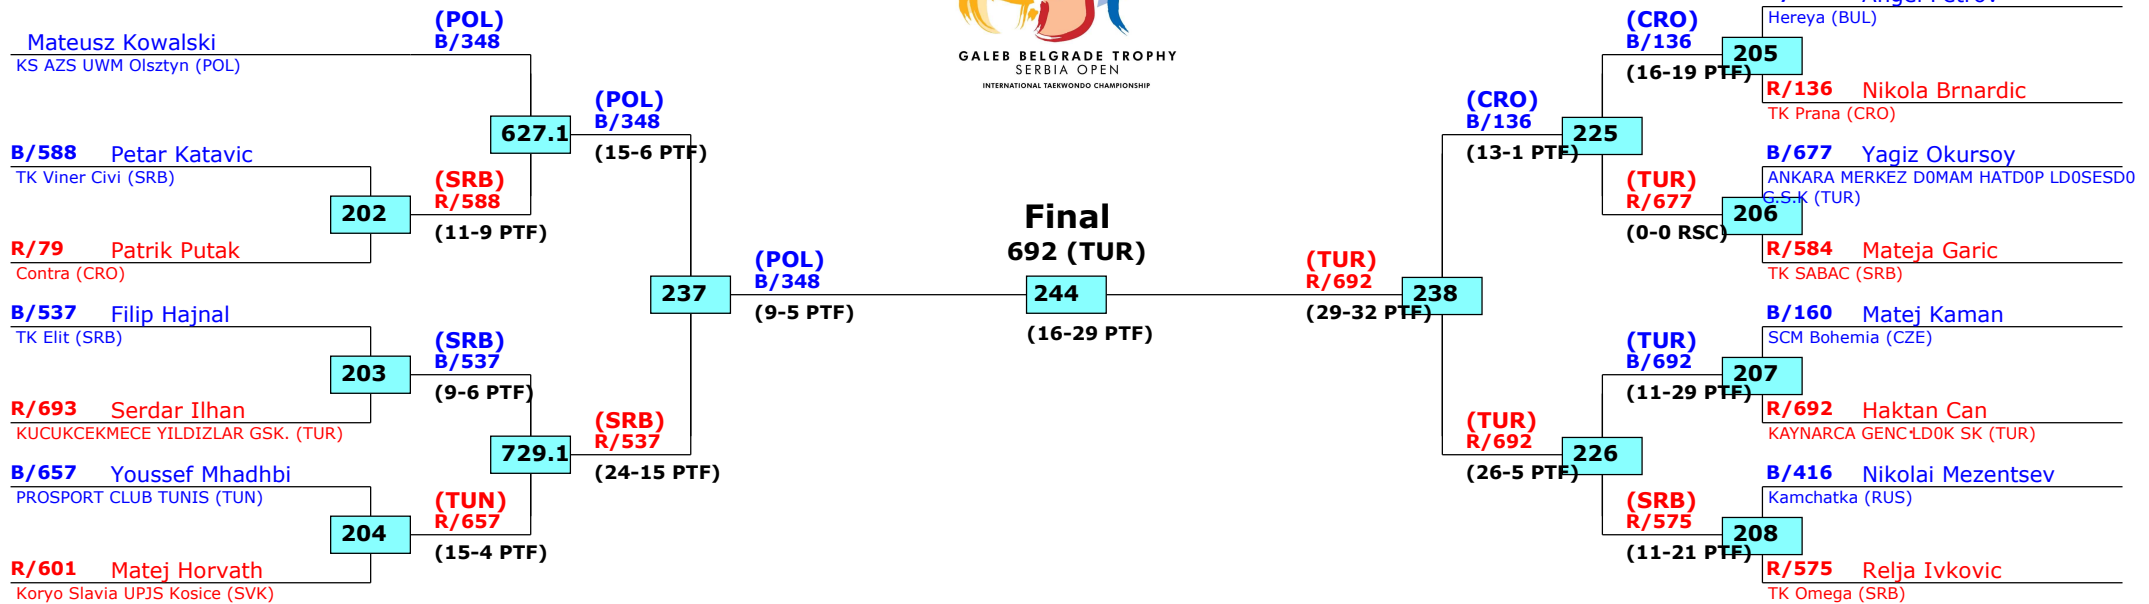 (POL)
B/348
Mateusz Kowalski
KS AZS UWM Olsztyn (POL)
627.1
(POL)
B/348
(15-6 PTF)
B/588 Petar Katavic
TK Viner Civi (SRB)
202
(SRB)
R/588
(11-9 PTF)
R/79 Patrik Putak
Contra (CRO)
237
(POL)
B/348
(9-5 PTF)
B/537 Filip Hajnal
TK Elit (SRB)
203
(SRB)
B/537
(9-6 PTF)
R/693 Serdar Ilhan
KUCUKCEKMECE YILDIZLAR GSK. (TUR)
729.1
(SRB)
R/537
(24-15 PTF)
B/657 Youssef Mhadhbi
PROSPORT CLUB TUNIS (TUN)
204
(TUN)
R/657
(15-4 PTF)
R/601 Matej Horvath
Koryo Slavia UPJS Kosice (SVK)
GALEB BELGRADE TROPHY
SERBIA OPEN
INTERNATIONAL TAEKWONDO CHAMPIONSHIP
Final
692 (TUR)
244
(16-29 PTF)
(TUR)
R/692
238
(29-32 PTF)
(CRO)
B/136
225
(13-1 PTF)
(CRO)
B/136
205
(16-19 PTF)
Hereya (BUL)
R/136 Nikola Brnardic
TK Prana (CRO)
B/677 Yagiz Okursoy
ANKARA MERKEZ D0MAM HATD0P LD0SESD0
G.S.K (TUR)
(TUR)
R/677
206
(0-0 RSC)
R/584 Mateja Garic
TK SABAC (SRB)
B/160 Matej Kaman
SCM Bohemia (CZE)
(TUR)
B/692
207
(11-29 PTF)
R/692 Haktan Can
KAYNARCA GENC·LD0K SK (TUR)
(TUR)
R/692
226
(26-5 PTF)
B/416 Nikolai Mezentsev
Kamchatka (RUS)
(SRB)
R/575
208
(11-21 PTF)
R/575 Relja Ivkovic
TK Omega (SRB)